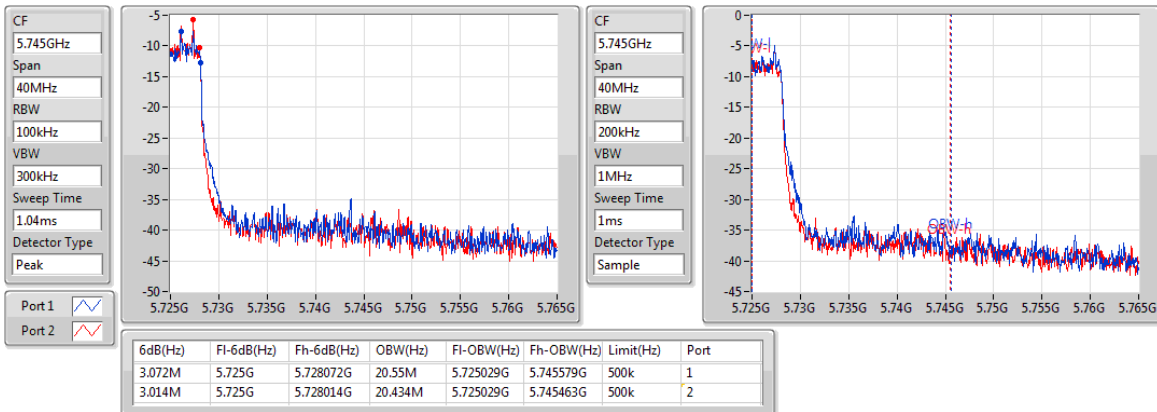 CF
5.745GHz
Span
40MHz
RBW
100kHz
VBW
300kHz
Sweep Time
1.04ms
Detector Type
Peak
Port 1
Port 2
-5
-10
-15
-20
-25
-30
-35
-40
-45
-50
5.725G 5.73G 5.735G 5.74G 5.745G 5.75G 5.755G 5.76G 5.765G
CF
5.745GHz
Span
40MHz
RBW
200kHz
VBW
1MHz
Sweep Time
1ms
Detector Type
Sample
0
-5
-10
-15
-20
-25
-30
-35
-40
-45
OBW-h
5.725G 5.73G 5.735G 5.74G 5.745G 5.75G 5.755G 5.76G 5.765G
6dB(Hz) Fl-6dB(Hz) Fh-6dB(Hz) OBW(Hz) Fl-OBW(Hz) Fh-OBW(Hz) Limit(Hz) Port
3.072M 5.725G 5.728072G 20.55M 5.725029G 5.745579G 500k 1
3.014M 5.725G 5.728014G 20.434M 5.725029G 5.745463G 500k 2